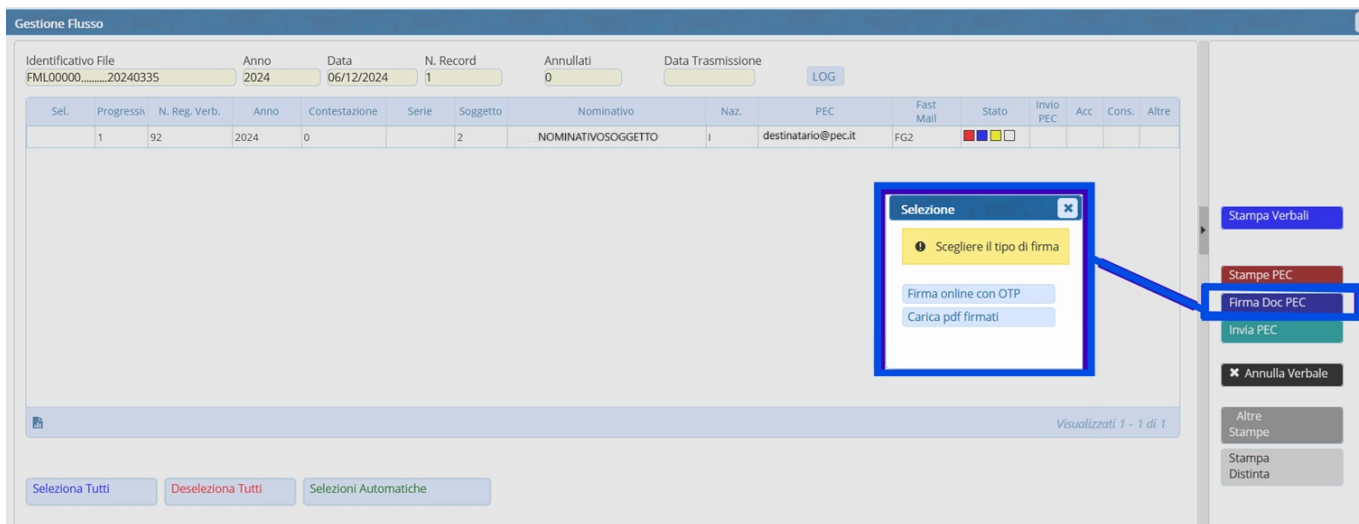 Gestione Flusso
Identificativo File Anno Data N. Record Annullati Data Trasmissione
FML00000..........20240335 2024 06/12/2024 1 0 LOG
Sel. Progressiv N. Reg. Verb. Anno Contestazione Serie Soggetto Nominativo Naz. PEC Fast Mail Stato Invio PEC Acc Cons. Altre
1 92 2024 0 2 NOMINATIVOSOGGETTO I destinatario@pec.it FG2
Selezione
Scegliere il tipo di firma
Firma online con OTP
Carica pdf firmati
Stampa Verbali
Stampe PEC
Firma Doc PEC
Invia PEC
Annulla Verbale
Altre
Stampe
Stampa
Distinta
Visualizzati 1 - 1 di 1
Seleziona Tutti Deseleziona Tutti Selezioni Automatiche